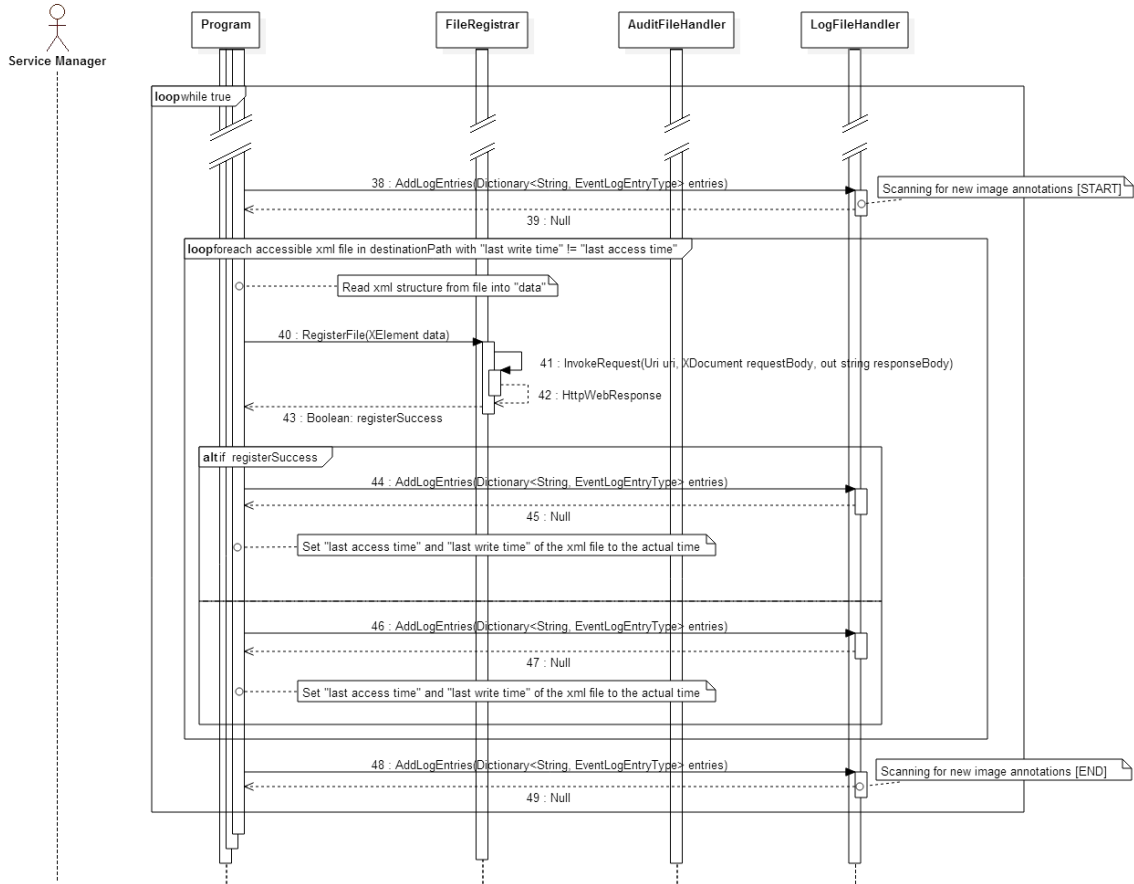 Program
FileRegistrar
AuditFileHandler
LogFileHandler
Service Manager
loop while true
38 : AddLogEntries(Dictionary<String, EventLogEntryType> entries)
Scanning for new image annotations [START]
39 : Null
loop foreach accessible xml file in destinationPath with "last write time" != "last access time"
Read xml structure from file into "data"
40 : RegisterFile(XElement data)
41 : InvokeRequest(Uri uri, XDocument requestBody, out string responseBody)
42 : HttpWebResponse
43 : Boolean: registerSuccess
alt if registerSuccess
44 : AddLogEntries(Dictionary<String, EventLogEntryType> entries)
45 : Null
Set "last access time" and "last write time" of the xml file to the actual time
46 : AddLogEntries(Dictionary<String, EventLogEntryType> entries)
47 : Null
Set "last access time" and "last write time" of the xml file to the actual time
48 : AddLogEntries(Dictionary<String, EventLogEntryType> entries)
Scanning for new image annotations [END]
49 : Null